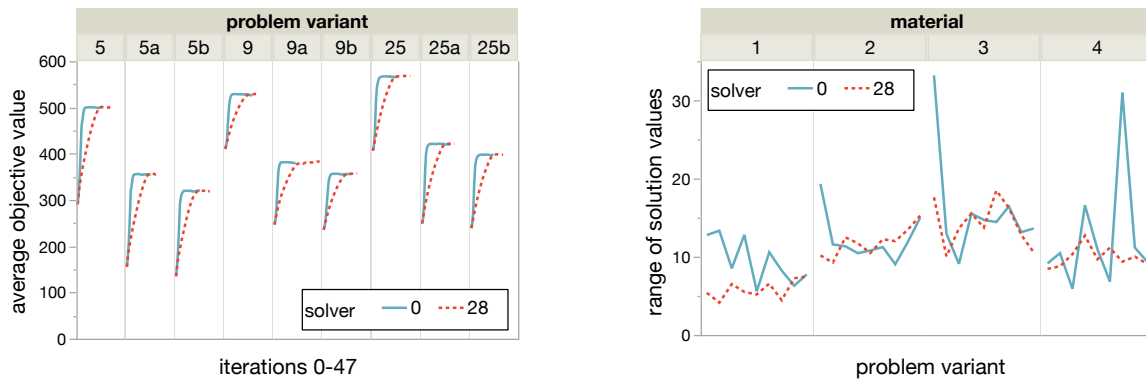 problem variant
5 5a 5b 9 9a 9b 25 25a 25b
600
500
400
300
200
100
0
average objective value
solver 0 28
iterations 0-47
material
1 2 3 4
solver 0 28
30
20
10
0
range of solution values
problem variant